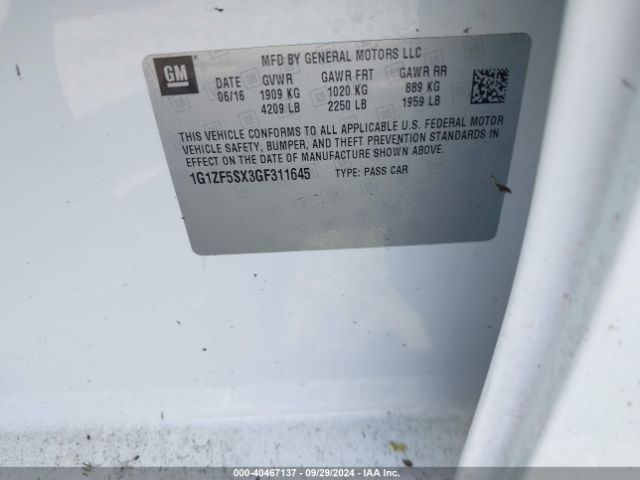 GM
MFD BY GENERAL MOTORS LLC
DATE GVWR GAWR FRT GAWR RR
06/16 1909 KG 1020 KG 889 KG
4209 LB 2250 LB 1959 LB
THIS VEHICLE CONFORMS TO ALL APPLICABLE U.S. FEDERAL MOTOR
VEHICLE SAFETY, BUMPER, AND THEFT PREVENTION STANDARDS IN
EFFECT ON THE DATE OF MANUFACTURE SHOWN ABOVE.
1G1ZF5SX3GF311645 TYPE: PASS CAR
000-40467137 - 09/29/2024 - IAA Inc.